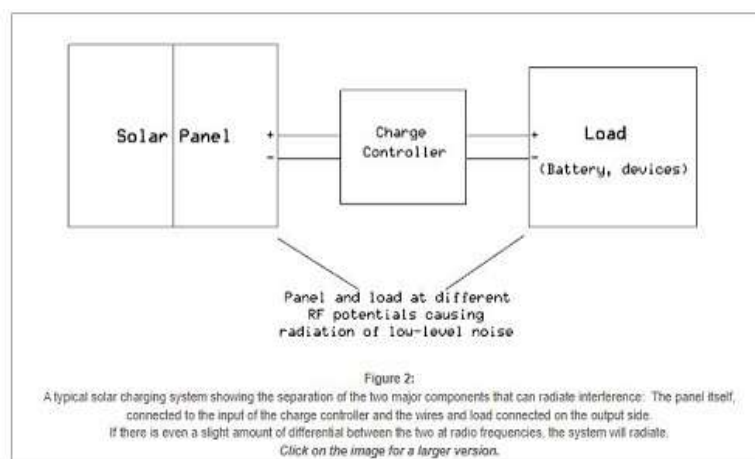 Solar Panel
+
-
Charge
Controller
+
-
Load
(Battery, devices)
Panel and load at different
RF potentials causing
radiation of low-level noise
Figure 2:
A typical solar charging system showing the separation of the two major components that can radiate interference: The panel itself,
connected to the input of the charge controller and the wires and load connected on the output side.
If there is even a slight amount of differential between the two at radio frequencies, the system will radiate.
Click on the image for a larger version.